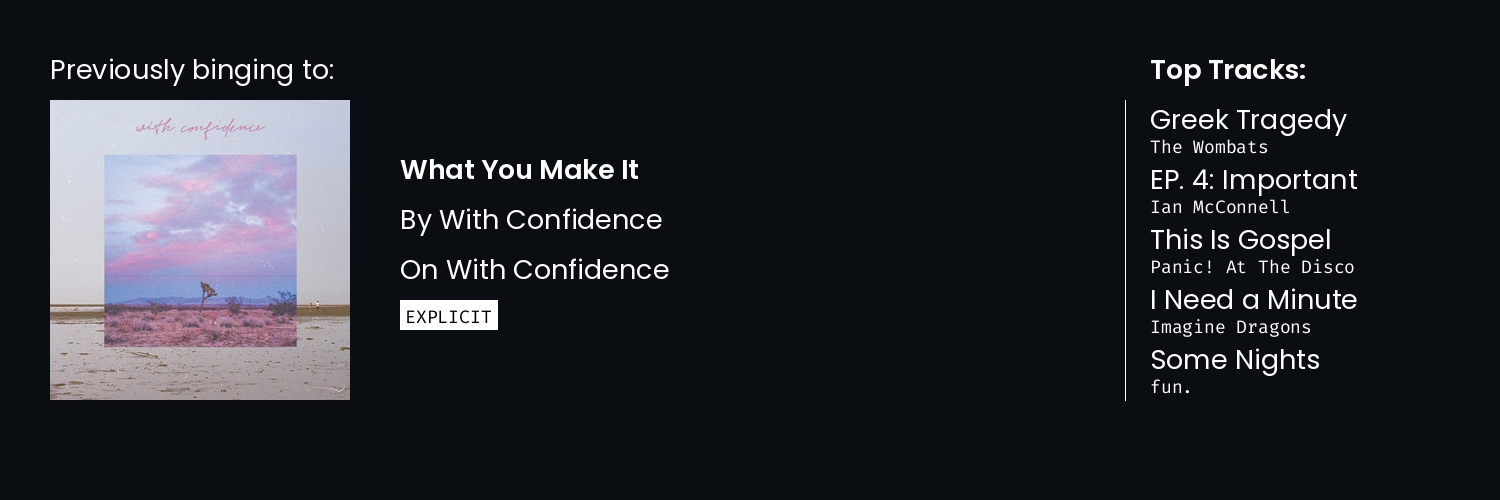 Previously binging to:
with confidence
What You Make It
By With Confidence
On With Confidence
EXPLICIT
Top Tracks:
Greek Tragedy
The Wombats
EP. 4: Important
Ian McConnell
This Is Gospel
Panic! At The Disco
I Need a Minute
Imagine Dragons
Some Nights
fun.